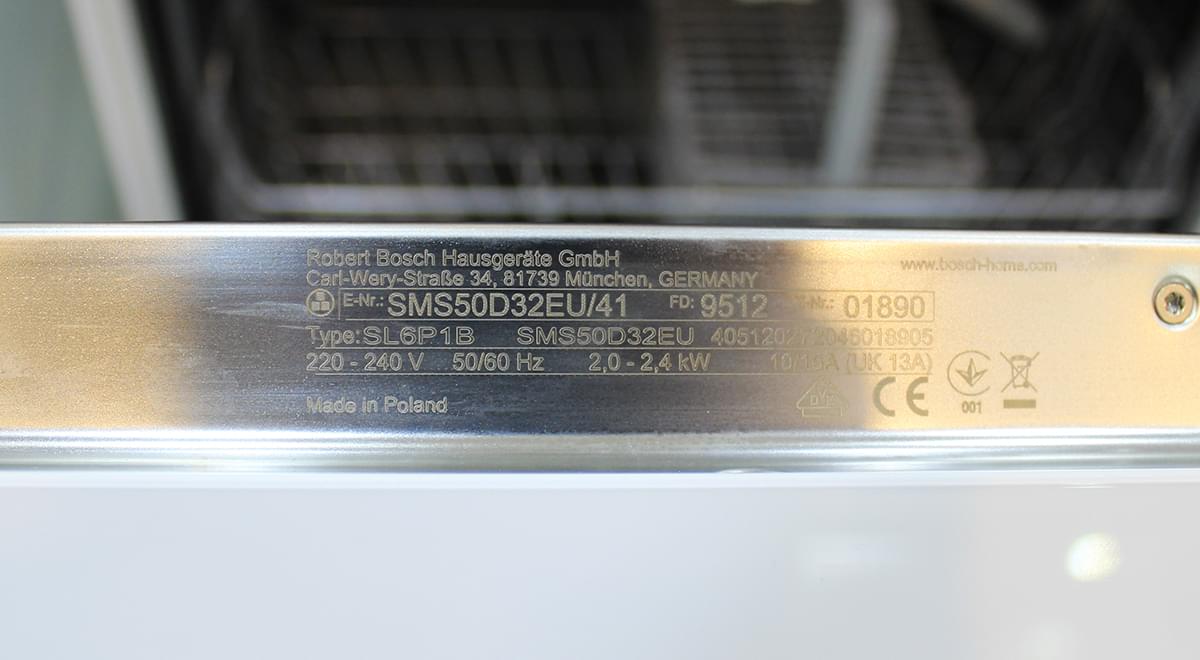 Robert Bosch Hausgeräte GmbH
Carl-Wery-Straße 34, 81739 München, GERMANY
www.bosch-home.com
E-Nr.: SMS50D32EU/41 FD: 9512 01890
Type: SL6P1B SMS50D32EU
220 - 240 V 50/60 Hz 2,0 - 2,4 kW (UK 13A)
Made in Poland
CE
001